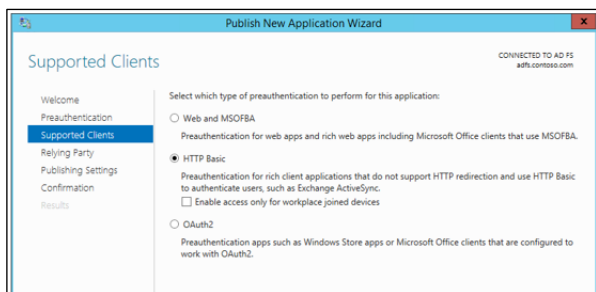 Publish New Application Wizard
x
Supported Clients
CONNECTED TO AD FS
adfs.contoso.com
Welcome
Preauthentication
Supported Clients
Relying Party
Publishing Settings
Confirmation
Results
Select which type of preauthentication to perform for this application:
Web and MSOFBA
Preauthentication for web apps and rich web apps including Microsoft Office clients that use MSOFBA.
HTTP Basic
Preauthentication for rich client applications that do not support HTTP redirection and use HTTP Basic
to authenticate users, such as Exchange ActiveSync.
Enable access only for workplace joined devices
OAuth2
Preauthentication apps such as Windows Store apps or Microsoft Office clients that are configured to
work with OAuth2.